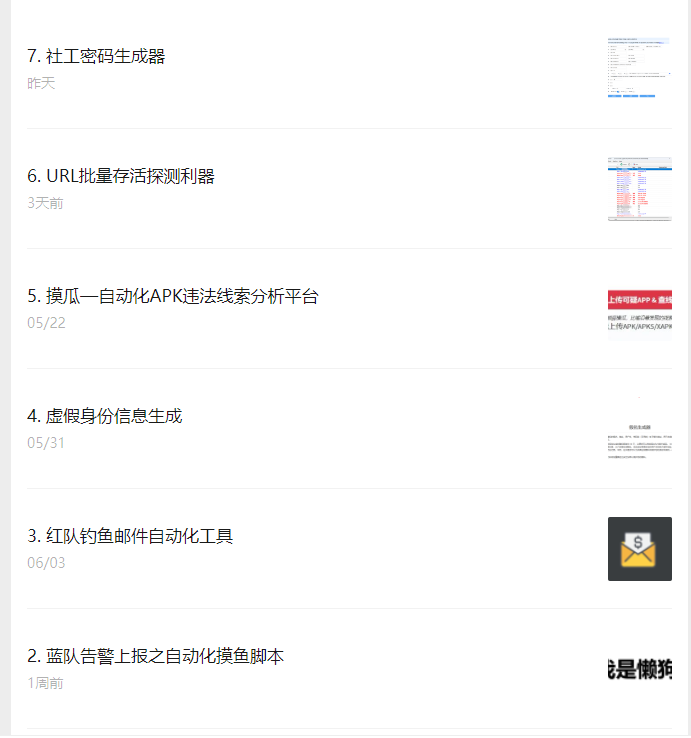 7. 社工密码生成器
昨天
6. URL批量存活探测利器
3天前
5. 摸瓜—自动化APK违法线索分析平台
05/22
上传可疑APP & 查线
上传APK/APKS/XAPK
4. 虚假身份信息生成
05/31
3. 红队钓鱼邮件自动化工具
06/03
$
2. 蓝队告警上报之自动化摸鱼脚本
1周前
我是懒狗